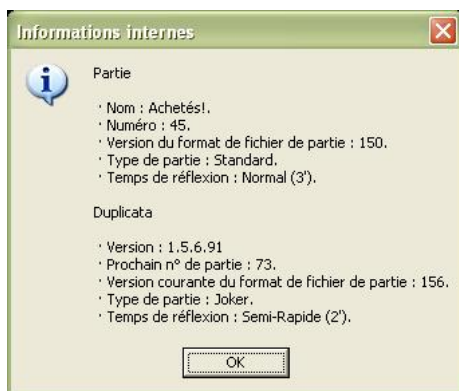 Informations internes
Partie
· Nom : Achetés!.
· Numéro : 45.
· Version du format de fichier de partie : 150.
· Type de partie : Standard.
· Temps de réflexion : Normal (3').
Duplicata
· Version : 1.5.6.91
· Prochain n° de partie : 73.
· Version courante du format de fichier de partie : 156.
· Type de partie : Joker.
· Temps de réflexion : Semi-Rapide (2').
OK